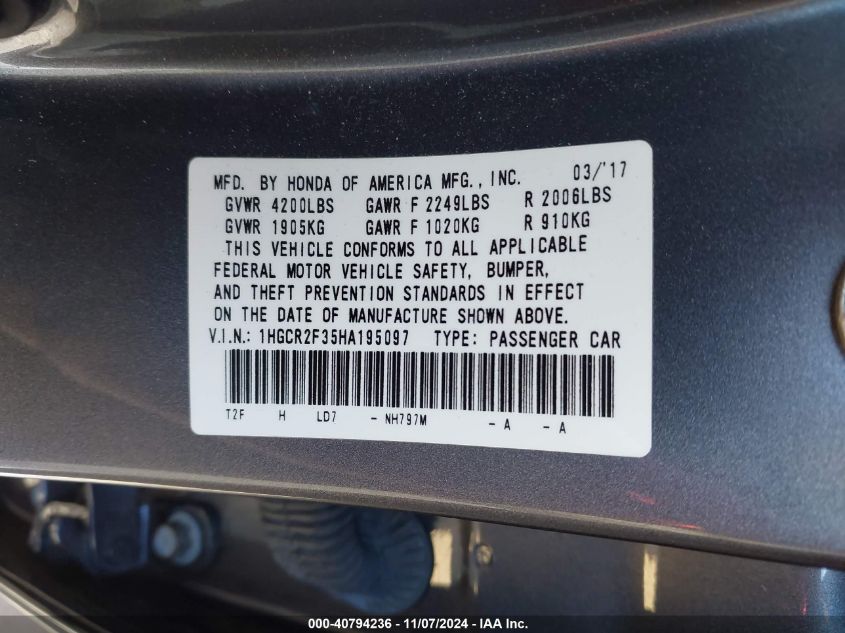 MFD. BY HONDA OF AMERICA MFG., INC. 03/'17
GVWR 4200LBS GAWR F 2249LBS R 2006LBS
GVWR 1905KG GAWR F 1020KG R 910KG
THIS VEHICLE CONFORMS TO ALL APPLICABLE
FEDERAL MOTOR VEHICLE SAFETY, BUMPER,
AND THEFT PREVENTION STANDARDS IN EFFECT
ON THE DATE OF MANUFACTURE SHOWN ABOVE.
V.I.N.: 1HGCR2F35HA195097 TYPE: PASSENGER CAR
T2F H LD7 - NH797M - A - A
000-40794236 - 11/07/2024 - IAA Inc.